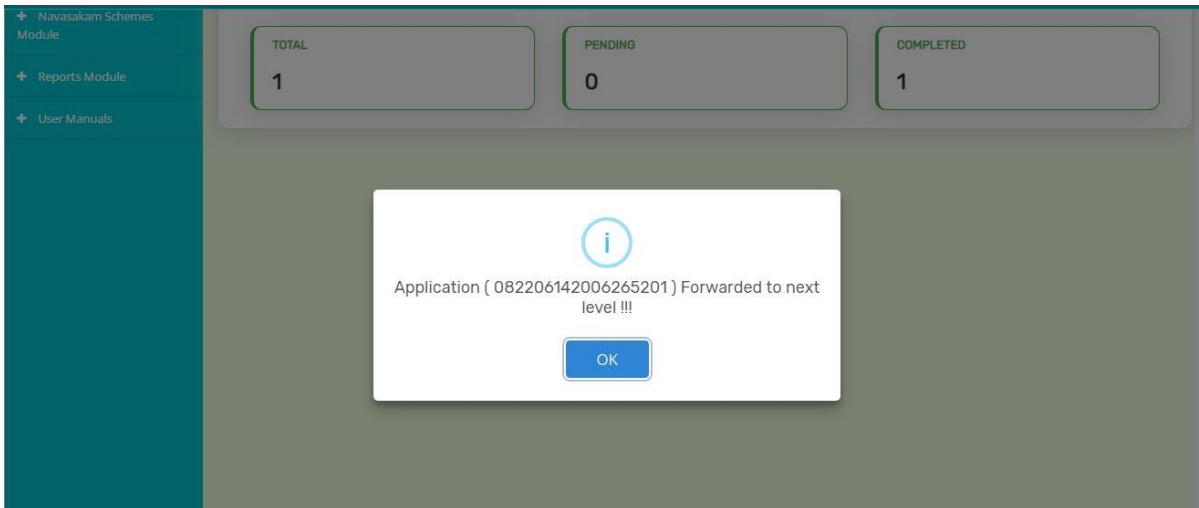 + Navasakam Schemes
Module
+ Reports Module
+ User Manuals
TOTAL
1
PENDING
0
COMPLETED
1
i
Application ( 082206142006265201 ) Forwarded to next
level !!!
OK